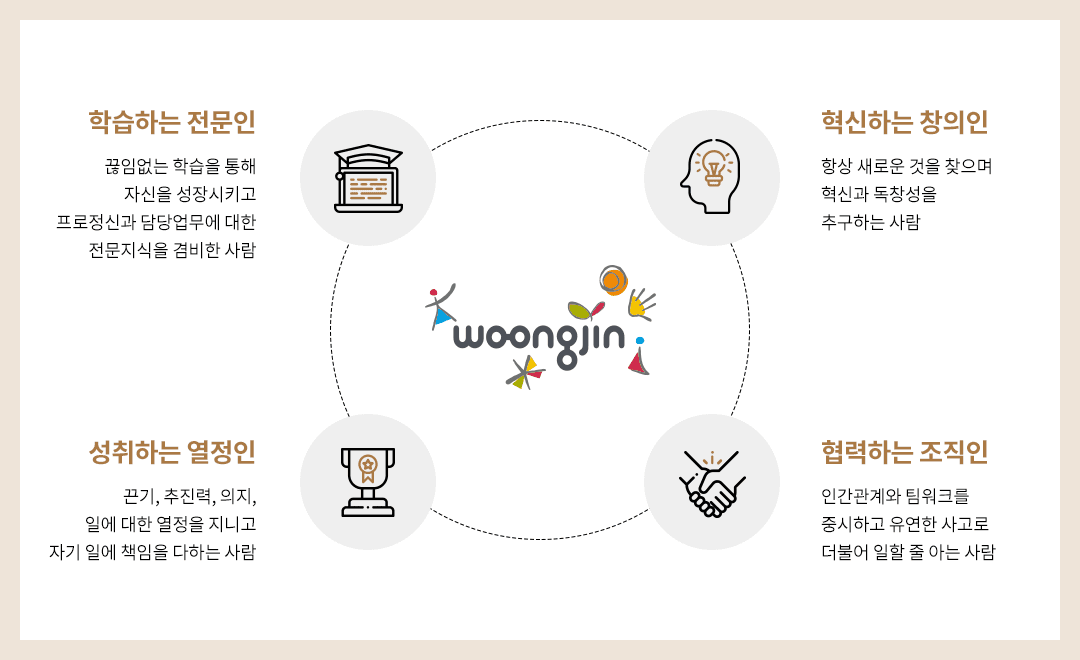 학습하는 전문인
끊임없는 학습을 통해
자신을 성장시키고
프로정신과 담당업무에 대한
전문지식을 겸비한 사람
혁신하는 창의인
항상 새로운 것을 찾으며
혁신과 독창성을
추구하는 사람
woongjin
성취하는 열정인
끈기, 추진력, 의지,
일에 대한 열정을 지니고
자기 일에 책임을 다하는 사람
협력하는 조직인
인간관계와 팀워크를
중시하고 유연한 사고로
더불어 일할 줄 아는 사람